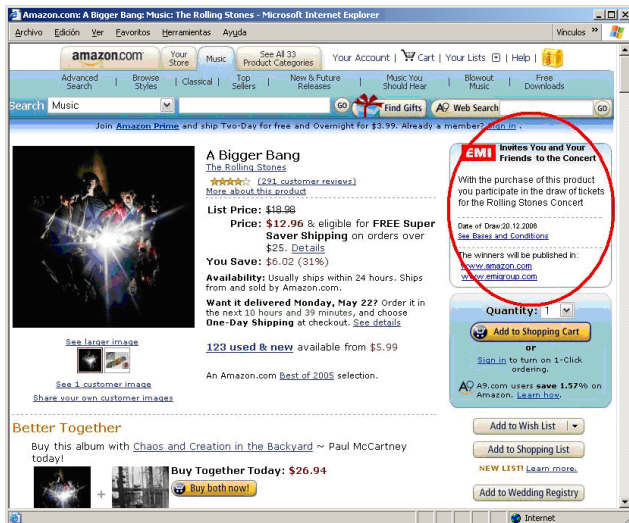 Amazon.com: A Bigger Bang: Music: The Rolling Stones - Microsoft Internet Explorer
Archivo Edición Ver Favoritos Herramientas Ayuda Vínculos »
amazon.com Your Store Music See All 33 Product Categories Your Account | Cart | Your Lists | Help |
Advanced Search | Browse Styles | Classical | Top Sellers | New & Future Releases | Music You Should Hear | Blowout Music | Free Downloads
Search Music GO Find Gifts A9 Web Search GO
Join Amazon Prime and ship Two-Day for free and Overnight for $3.99. Already a member? Sign in .
A Bigger Bang
The Rolling Stones
(291 customer reviews)
More about this product
List Price: $18.98
Price: $12.96 & eligible for FREE Super
Saver Shipping on orders over
$25. Details
You Save: $6.02 (31%)
Availability: Usually ships within 24 hours. Ships
from and sold by Amazon.com.
Want it delivered Monday, May 22? Order it in
the next 10 hours and 39 minutes, and choose
One-Day Shipping at checkout. See details
123 used & new available from $5.99
An Amazon.com Best of 2005 selection.
See larger image
See 1 customer image
Share your own customer images
EMI Invites You and Your
Friends to the Concert
With the purchase of this product
you participate in the draw of tickets
for the Rolling Stones Concert
Date of Draw:20.12.2006
See Bases and Conditions
The winners will be published in:
www.amazon.com
www.emigroup.com
Quantity: 1
Add to Shopping Cart
or
Sign in to turn on 1-Click
ordering.
A9 A9.com users save 1.57% on
Amazon. Learn how.
Add to Wish List
Add to Shopping List
NEW LIST! Learn more.
Add to Wedding Registry
Better Together
Buy this album with Chaos and Creation in the Backyard ~ Paul McCartney
today!
Buy Together Today: $26.94
+ Buy both now!
Internet